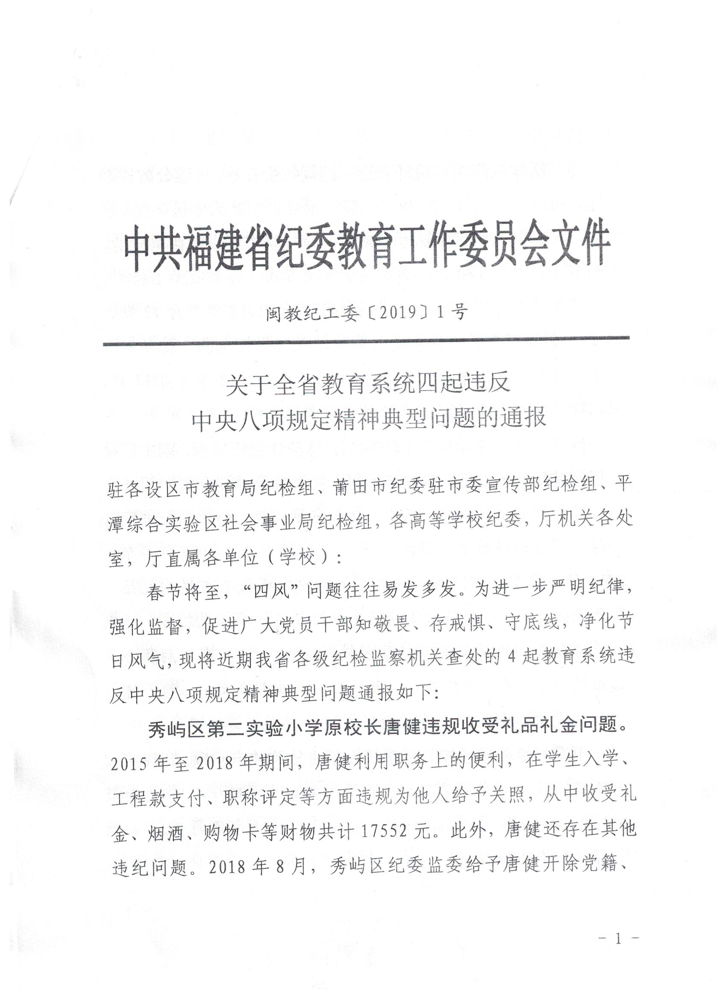 中共福建省纪委教育工作委员会文件
闽教纪工委〔2019〕1号
关于全省教育系统四起违反
中央八项规定精神典型问题的通报
驻各设区市教育局纪检组、莆田市纪委驻市委宣传部纪检组、平
潭综合实验区社会事业局纪检组，各高等学校纪委，厅机关各处
室，厅直属各单位（学校）：
春节将至，“四风”问题往往易发多发。为进一步严明纪律，
强化监督，促进广大党员干部知敬畏、存戒惧、守底线，净化节
日风气，现将近期我省各级纪检监察机关查处的4起教育系统违
反中央八项规定精神典型问题通报如下：
秀屿区第二实验小学原校长唐健违规收受礼品礼金问题。
2015年至2018年期间，唐健利用职务上的便利，在学生入学、
工程款支付、职称评定等方面违规为他人给予关照，从中收受礼
金、烟酒、购物卡等财物共计17552元。此外，唐健还存在其他
违纪问题。2018年8月，秀屿区纪委监委给予唐健开除党籍、
- 1 -